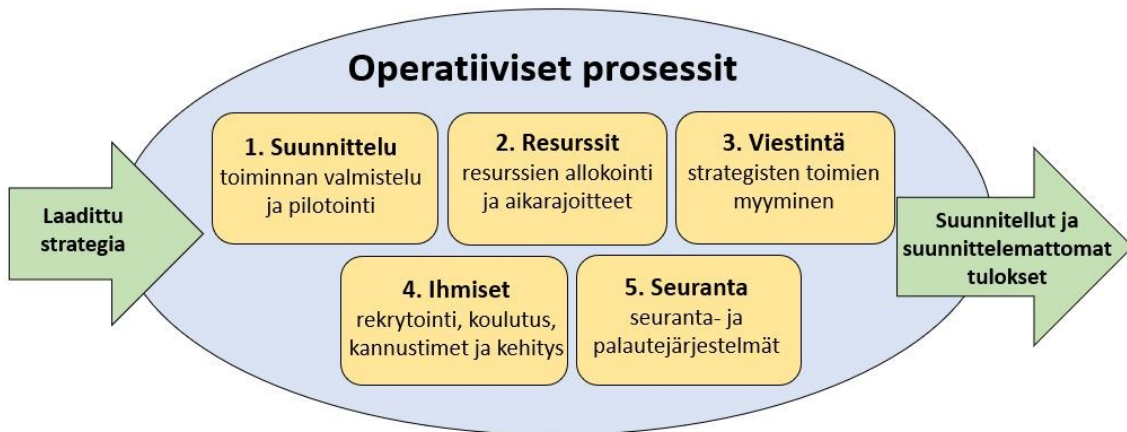 Operatiiviset prosessit
Laadittu
strategia
1. Suunnittelu
toiminnan valmistelu
ja pilotointi
2. Resurssit
resurssien allokointi
ja aikarajoitteet
3. Viestintä
strategisten toimien
myyminen
4. Ihmiset
rekrytointi, koulutus,
kannustimet ja kehitys
5. Seuranta
seuranta- ja
palautejärjestelmät
Suunnitellut ja
suunnittelemattomat
tulokset